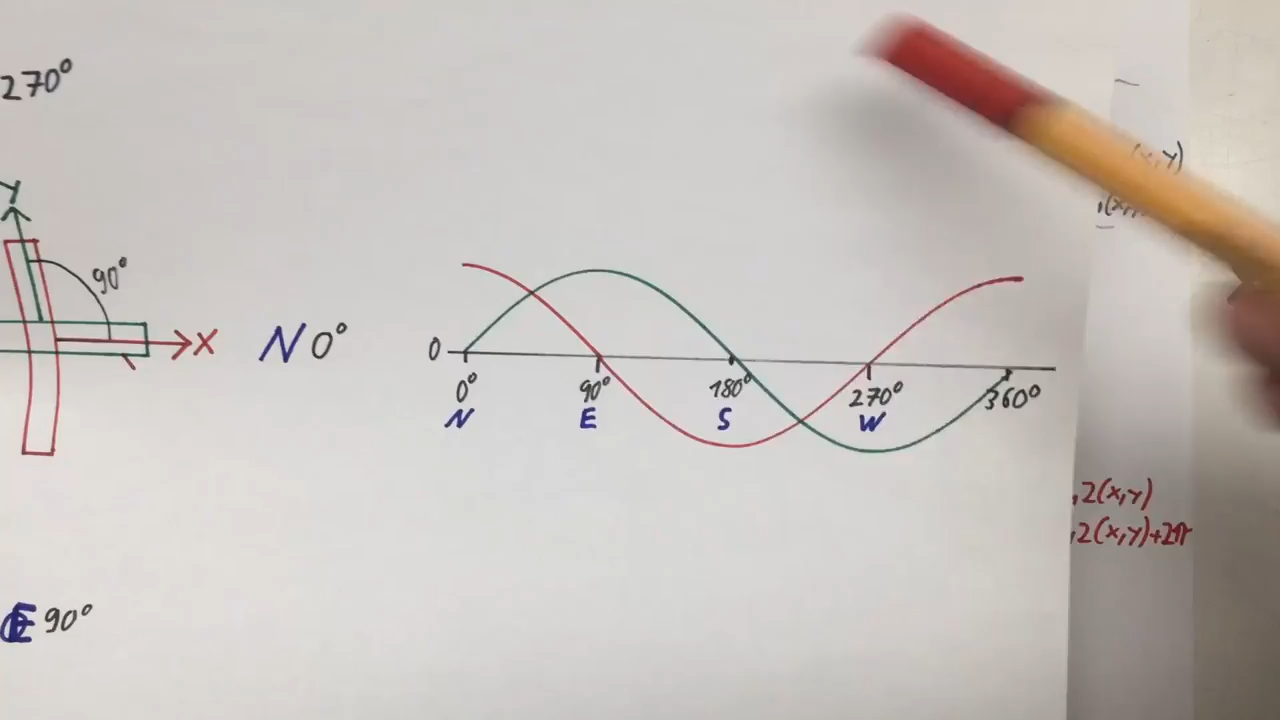 270°
Y
90°
X
N 0°
0
0° 90° 180° 270° 360°
N E S W
(x,y)
,2(x,y)
,2(x,y)+2π
E 90°